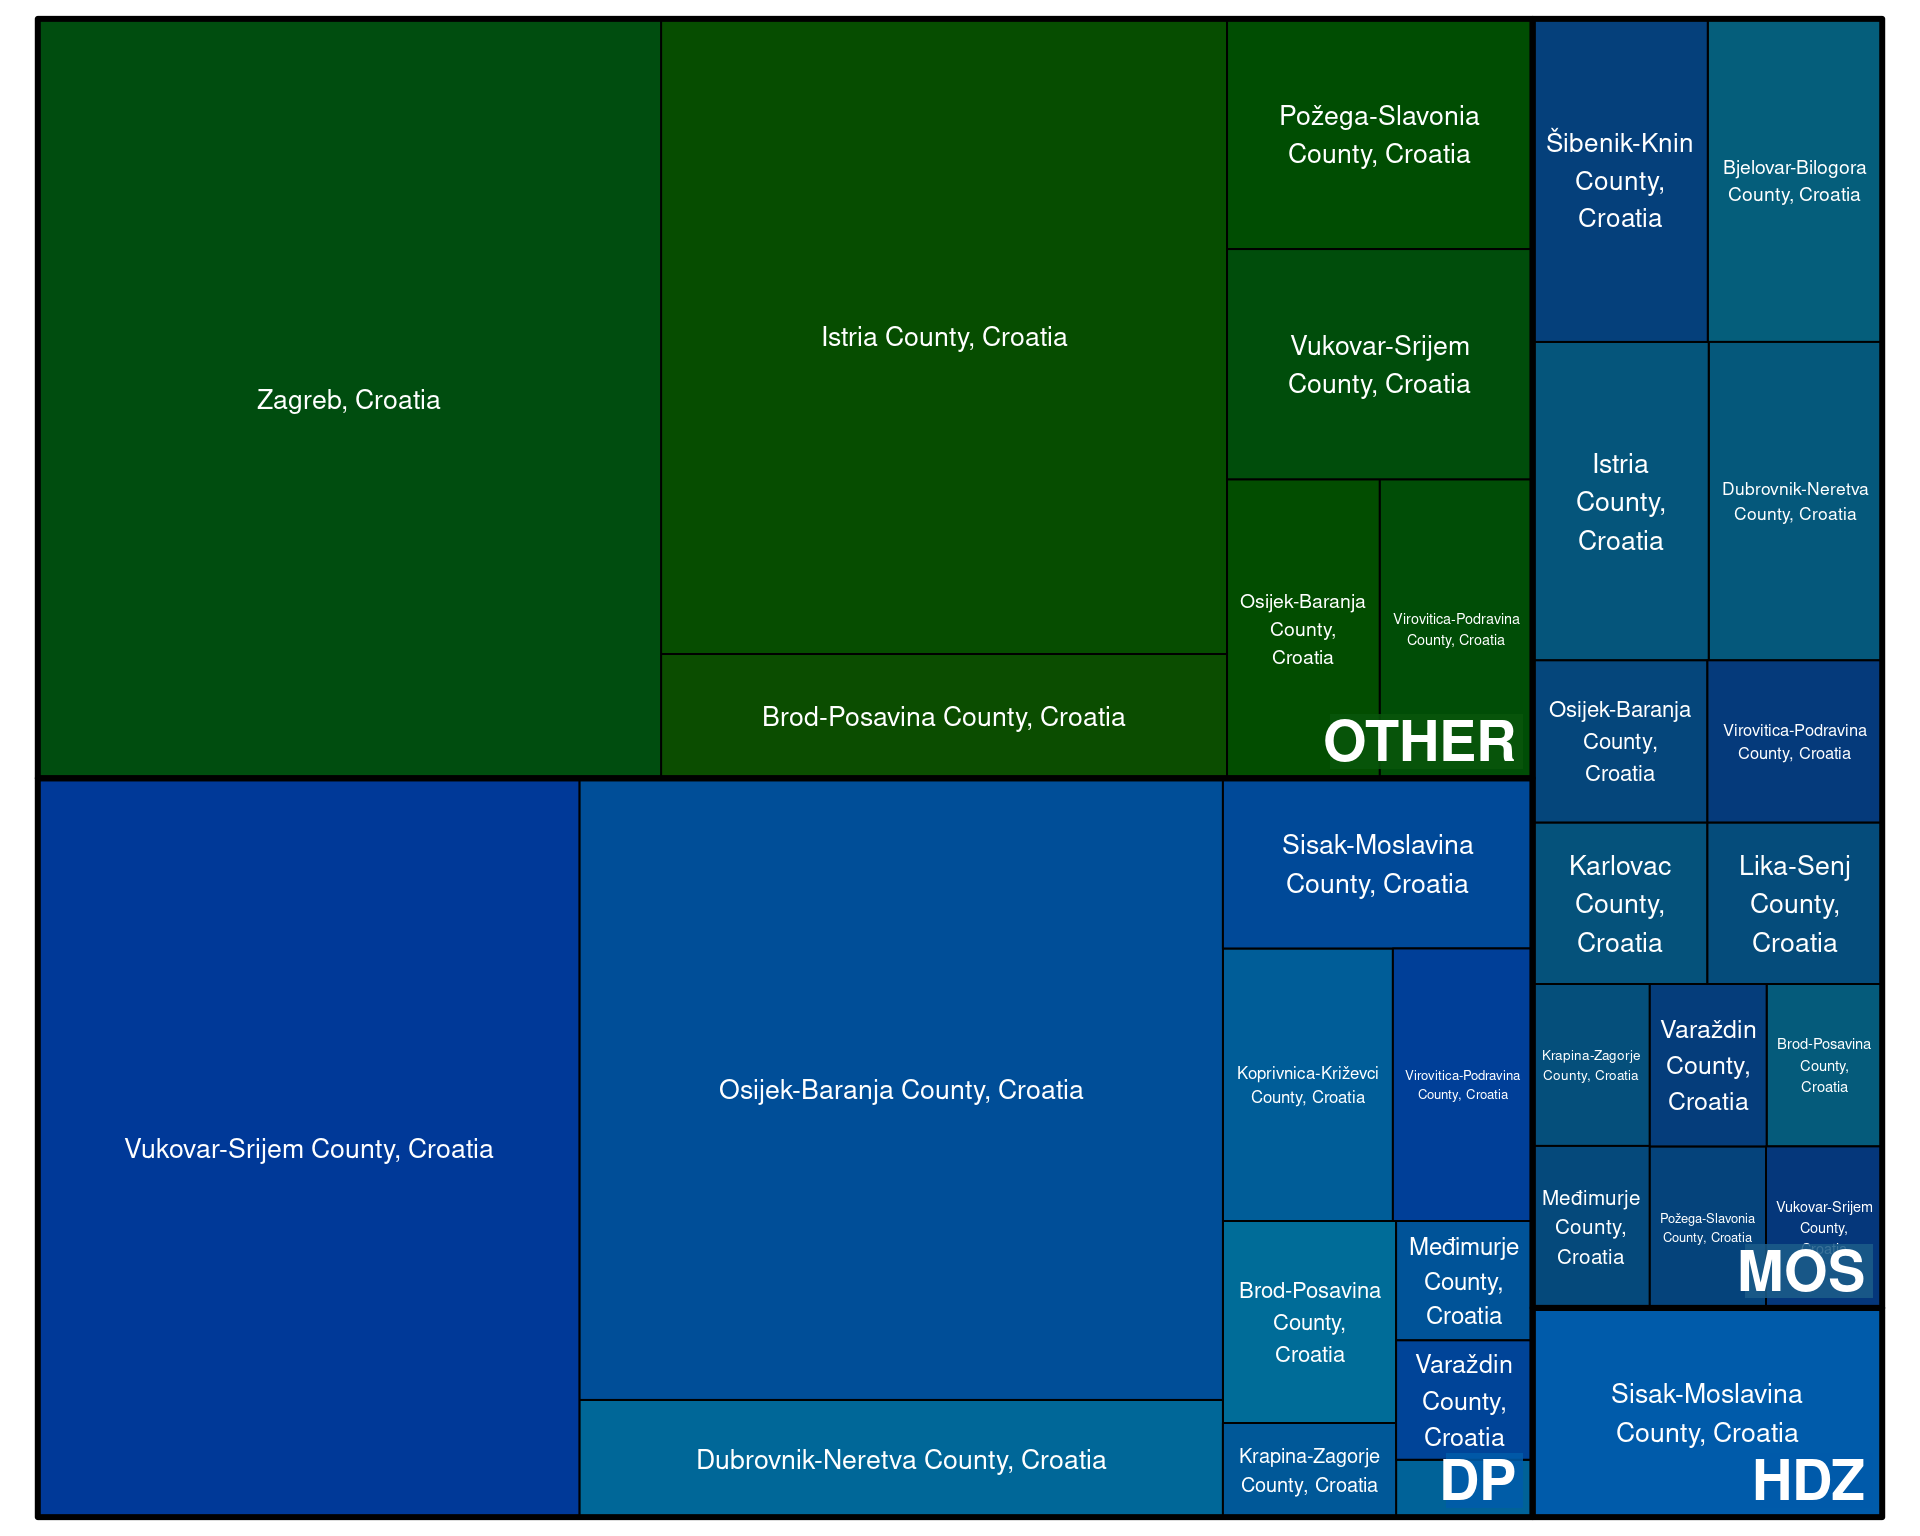 Zagreb, Croatia
Istria County, Croatia
Brod-Posavina County, Croatia
Požega-Slavonia
County, Croatia
Vukovar-Srijem
County, Croatia
Osijek-Baranja
County,
Croatia
Virovitica-Podravina
County, Croatia
OTHER
Vukovar-Srijem County, Croatia
Osijek-Baranja County, Croatia
Dubrovnik-Neretva County, Croatia
Sisak-Moslavina
County, Croatia
Koprivnica-Križevci
County, Croatia
Virovitica-Podravina
County, Croatia
Brod-Posavina
County,
Croatia
Međimurje
County,
Croatia
Varaždin
County,
Croatia
Krapina-Zagorje
County, Croatia
DP
Šibenik-Knin
County,
Croatia
Bjelovar-Bilogora
County, Croatia
Istria
County,
Croatia
Dubrovnik-Neretva
County, Croatia
Osijek-Baranja
County,
Croatia
Virovitica-Podravina
County, Croatia
Karlovac
County,
Croatia
Lika-Senj
County,
Croatia
Krapina-Zagorje
County, Croatia
Varaždin
County,
Croatia
Brod-Posavina
County,
Croatia
Međimurje
County,
Croatia
Požega-Slavonia
County, Croatia
Vukovar-Srijem
County,
MOS
Sisak-Moslavina
County, Croatia
HDZ